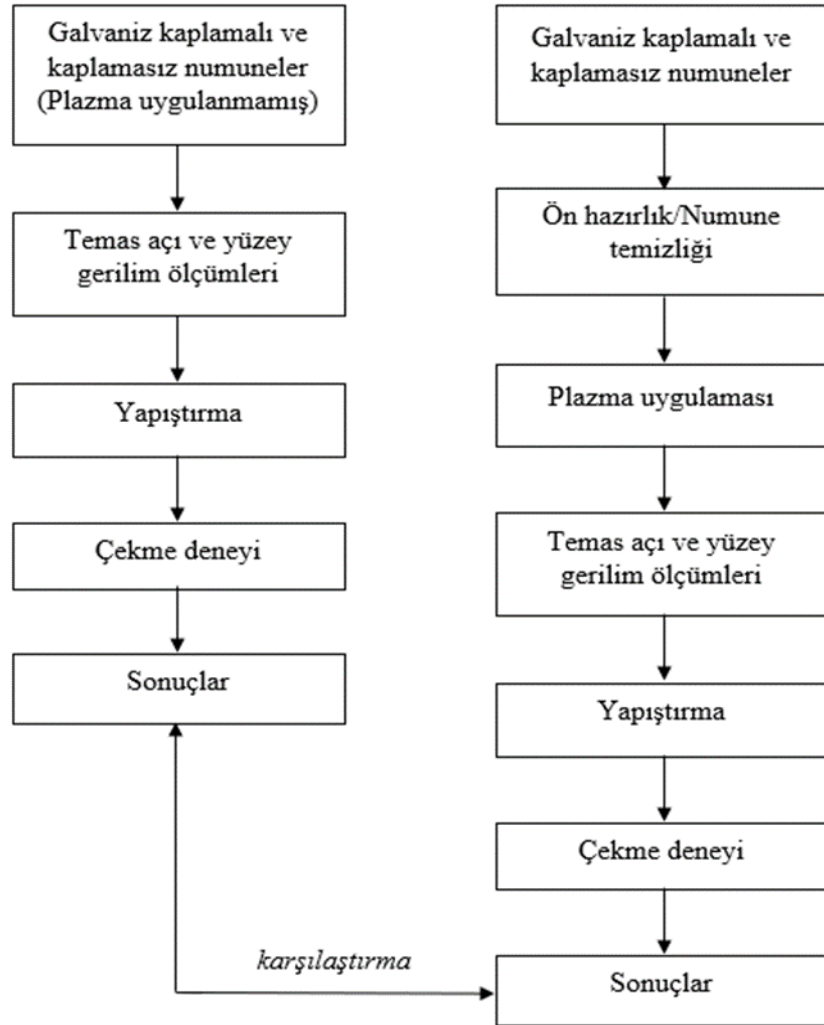 Galvaniz kaplamalı ve
kaplamasız numuneler
(Plazma uygulanmamış)
Temas açı ve yüzey
gerilim ölçümleri
Yapıştırma
Çekme deneyi
Sonuçlar
Galvaniz kaplamalı ve
kaplamasız numuneler
Ön hazırlık/Numune
temizliği
Plazma uygulaması
Temas açı ve yüzey
gerilim ölçümleri
Yapıştırma
Çekme deneyi
Sonuçlar
karşılaştırma